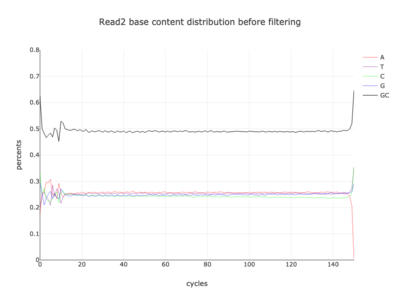 Read2 base content distribution before filtering
0.8
0.7
0.6
0.5
0.4
0.3
0.2
0.1
0
percents
0 20 40 60 80 100 120 140
cycles
A
T
C
G
GC